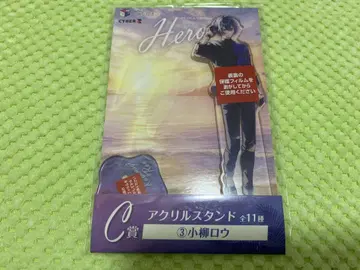 CYBER Z
Hero
表面の
保護フィルムを
剥がしてから
ご使用ください
C賞
アクリルスタンド 全11種
③小柳ロウ